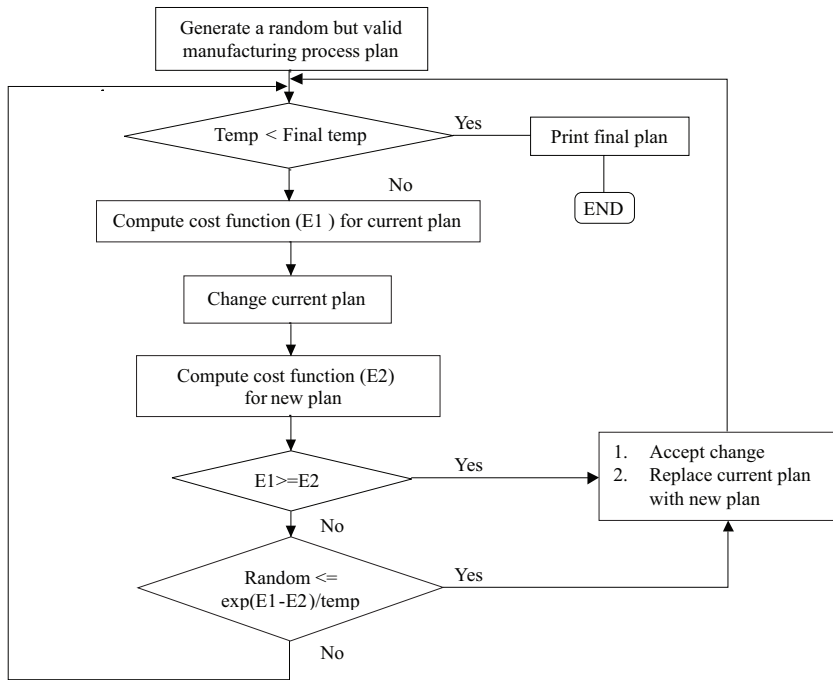 Generate a random but valid
manufacturing process plan
Temp < Final temp
Yes
Print final plan
END
No
Compute cost function (E1 ) for current plan
Change current plan
Compute cost function (E2)
for new plan
E1>=E2
Yes
1. Accept change
2. Replace current plan
with new plan
No
Random <=
exp(E1-E2)/temp
Yes
No